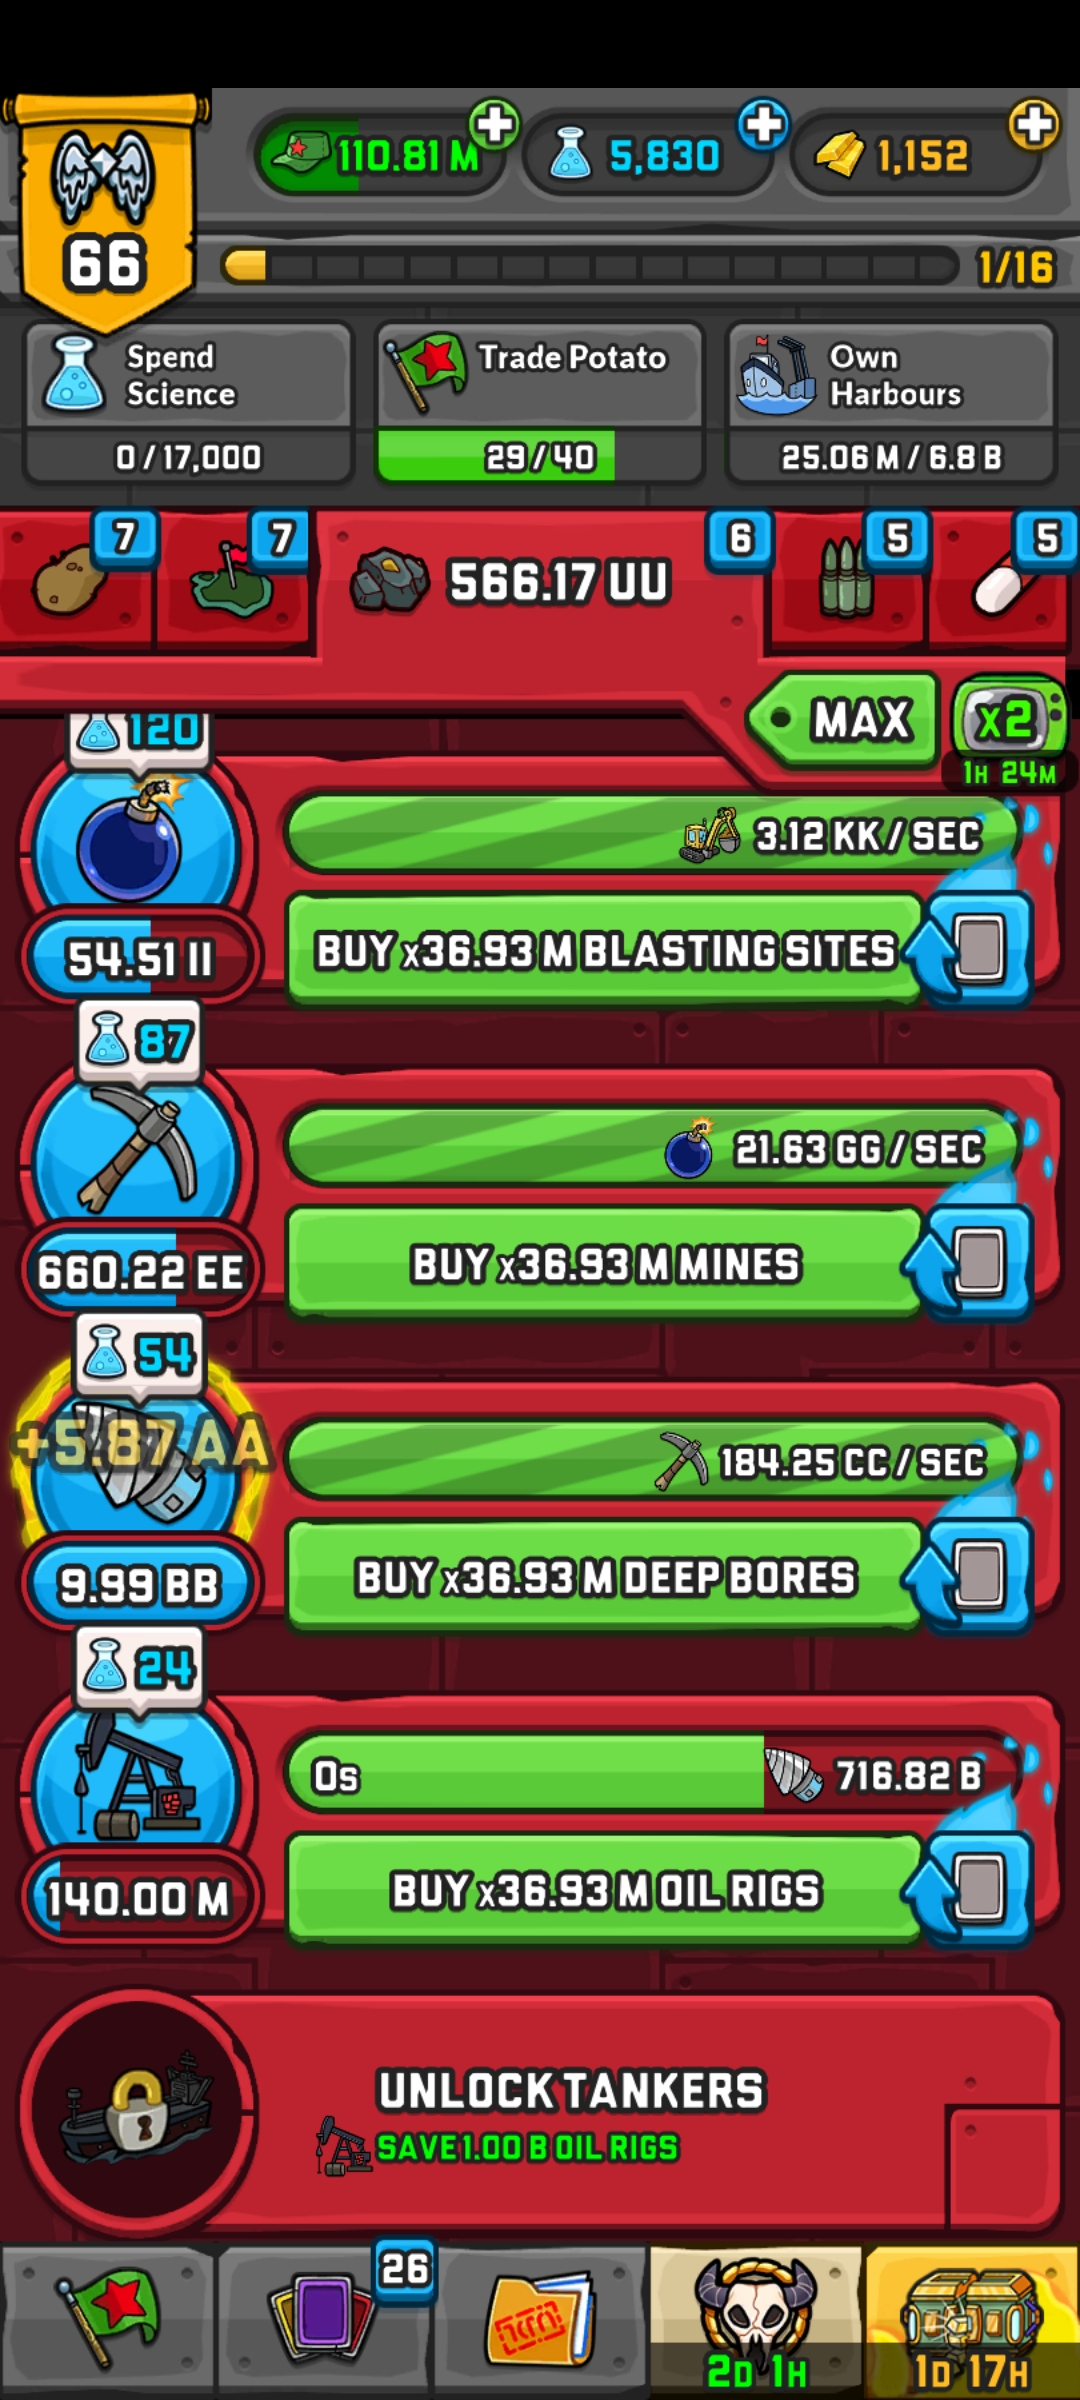 110.81 M
5,830
1,152
66
1/16
Spend
Science
0/17,000
Trade Potato
29/40
Own
Harbours
25.06 M / 6.8 B
7
7
566.17 UU
6
5
5
MAX
x2
1H 24M
120
3.12 KK/SEC
54.51 II
BUY x36.93 M BLASTING SITES
87
21.63 GG/SEC
660.22 EE
BUY x36.93 M MINES
54
+5.87 AA
184.25 CC/SEC
9.99 BB
BUY x36.93 M DEEP BORES
24
0s
716.82 B
140.00 M
BUY x36.93 M OIL RIGS
UNLOCK TANKERS
SAVE 1.00 B OIL RIGS
26
2D 1H
1D 17H